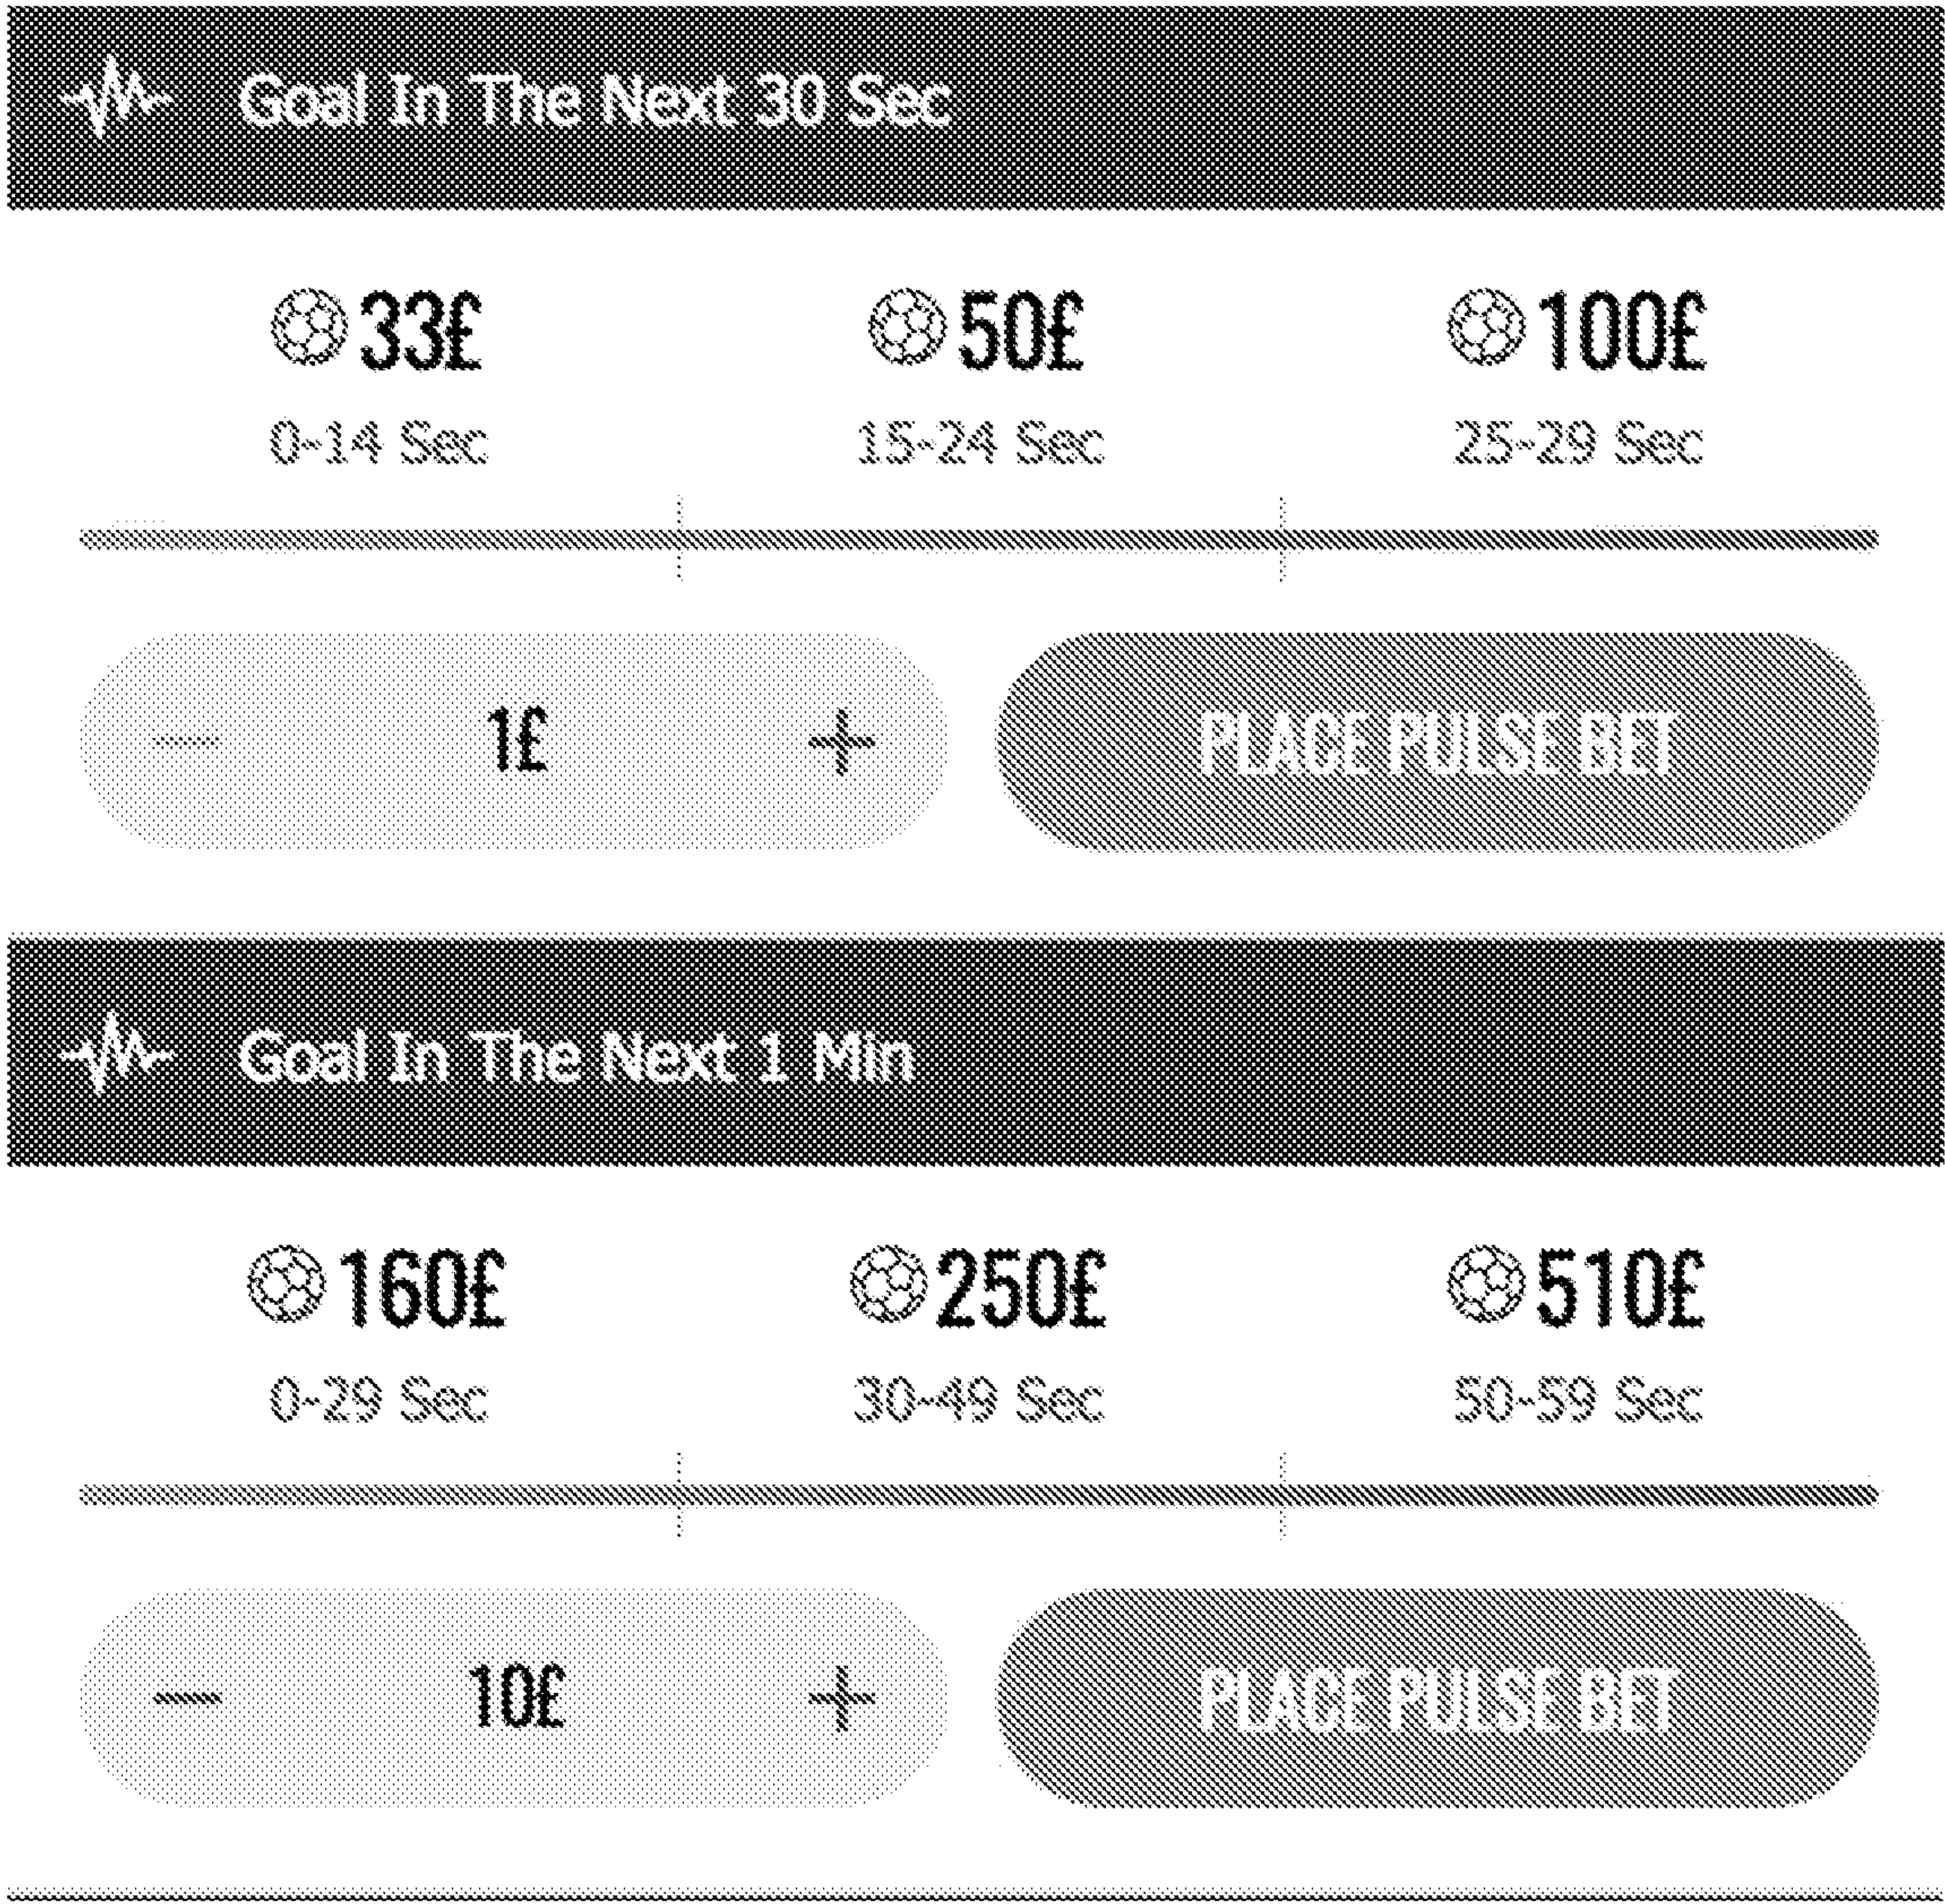 Goal In The Next 30 Sec
33£ 50£ 100£
0-14 Sec 15-24 Sec 25-29 Sec
− 1£ + PLACE PULSE BET
Goal In The Next 1 Min
160£ 250£ 510£
0-29 Sec 30-49 Sec 50-59 Sec
− 10£ + PLACE PULSE BET